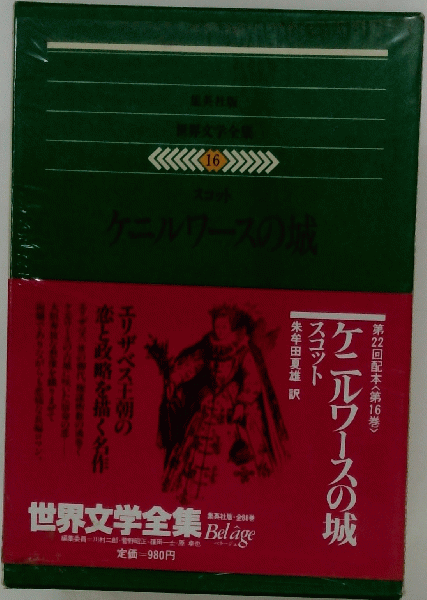 集英社版
世界文学全集
16
スコット
ケニルワースの城
第22回配本〈第16巻〉
ケニルワースの城
スコット
朱牟田夏雄 訳
エリザベス王朝の
恋と政略を描く名作
世界文学全集
集英社版・全88巻
Bel âge
ベラージュ
定価=980円